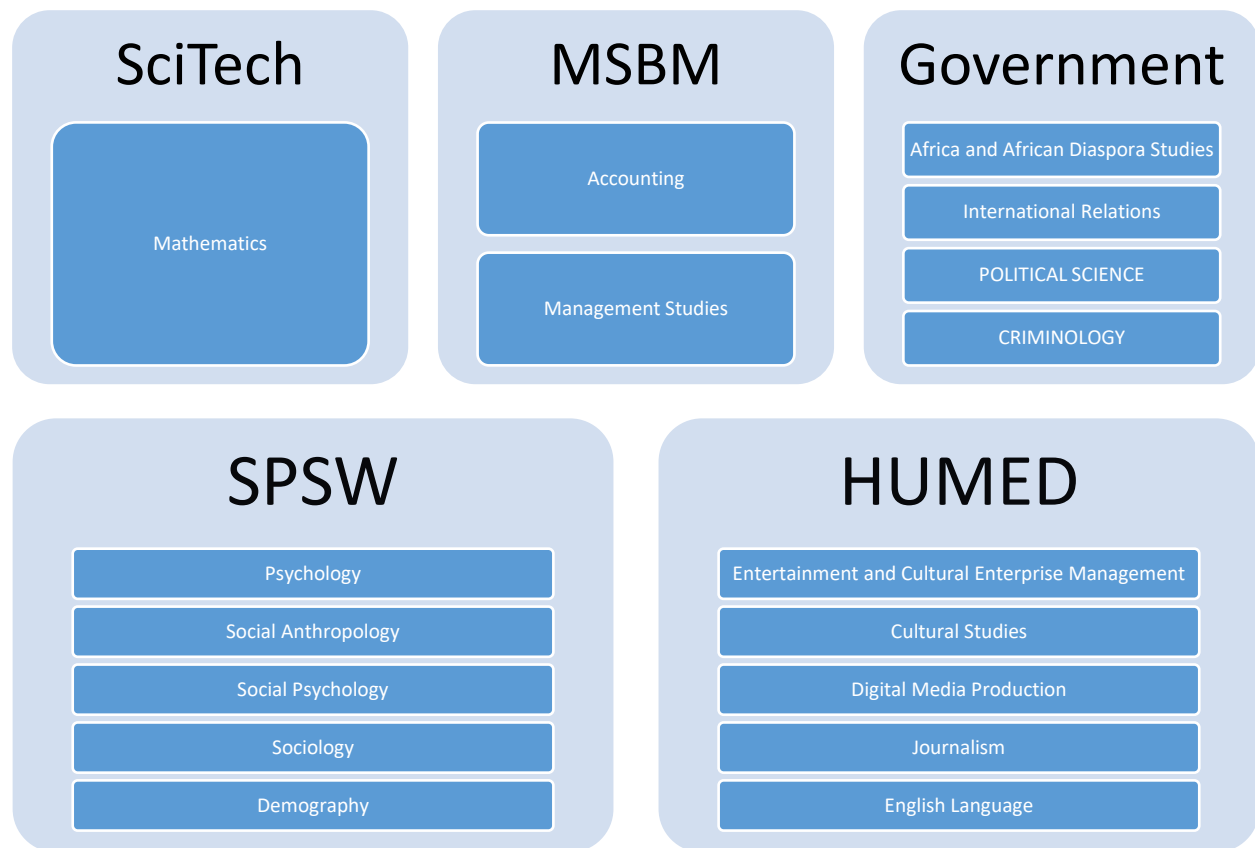 SciTech
Mathematics
MSBM
Accounting
Management Studies
Government
Africa and African Diaspora Studies
International Relations
POLITICAL SCIENCE
CRIMINOLOGY
SPSW
Psychology
Social Anthropology
Social Psychology
Sociology
Demography
HUMED
Entertainment and Cultural Enterprise Management
Cultural Studies
Digital Media Production
Journalism
English Language